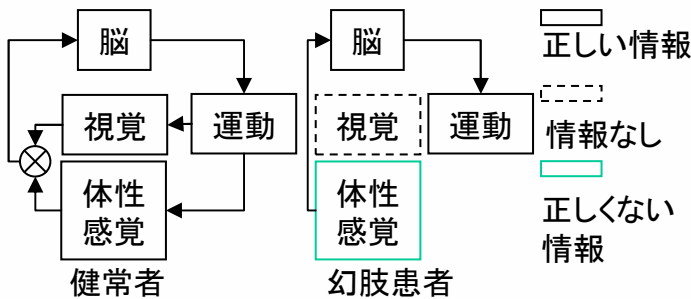 脳
視覚
運動
体性
感覚
健常者
脳
視覚
運動
体性
感覚
幻肢患者
正しい情報
情報なし
正しくない
情報